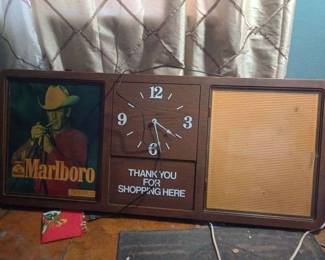 Marlboro
12
9
3
6
THANK YOU
FOR
SHOPPING HERE